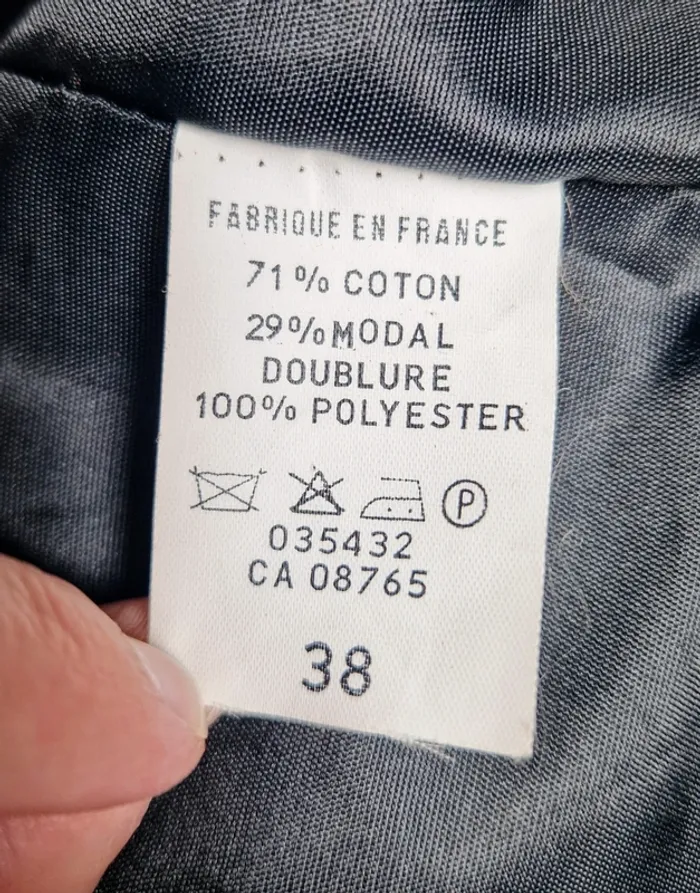 FABRIQUE EN FRANCE
71% COTON
29% MODAL
DOUBLURE
100% POLYESTER
P
035432
CA 08765
38